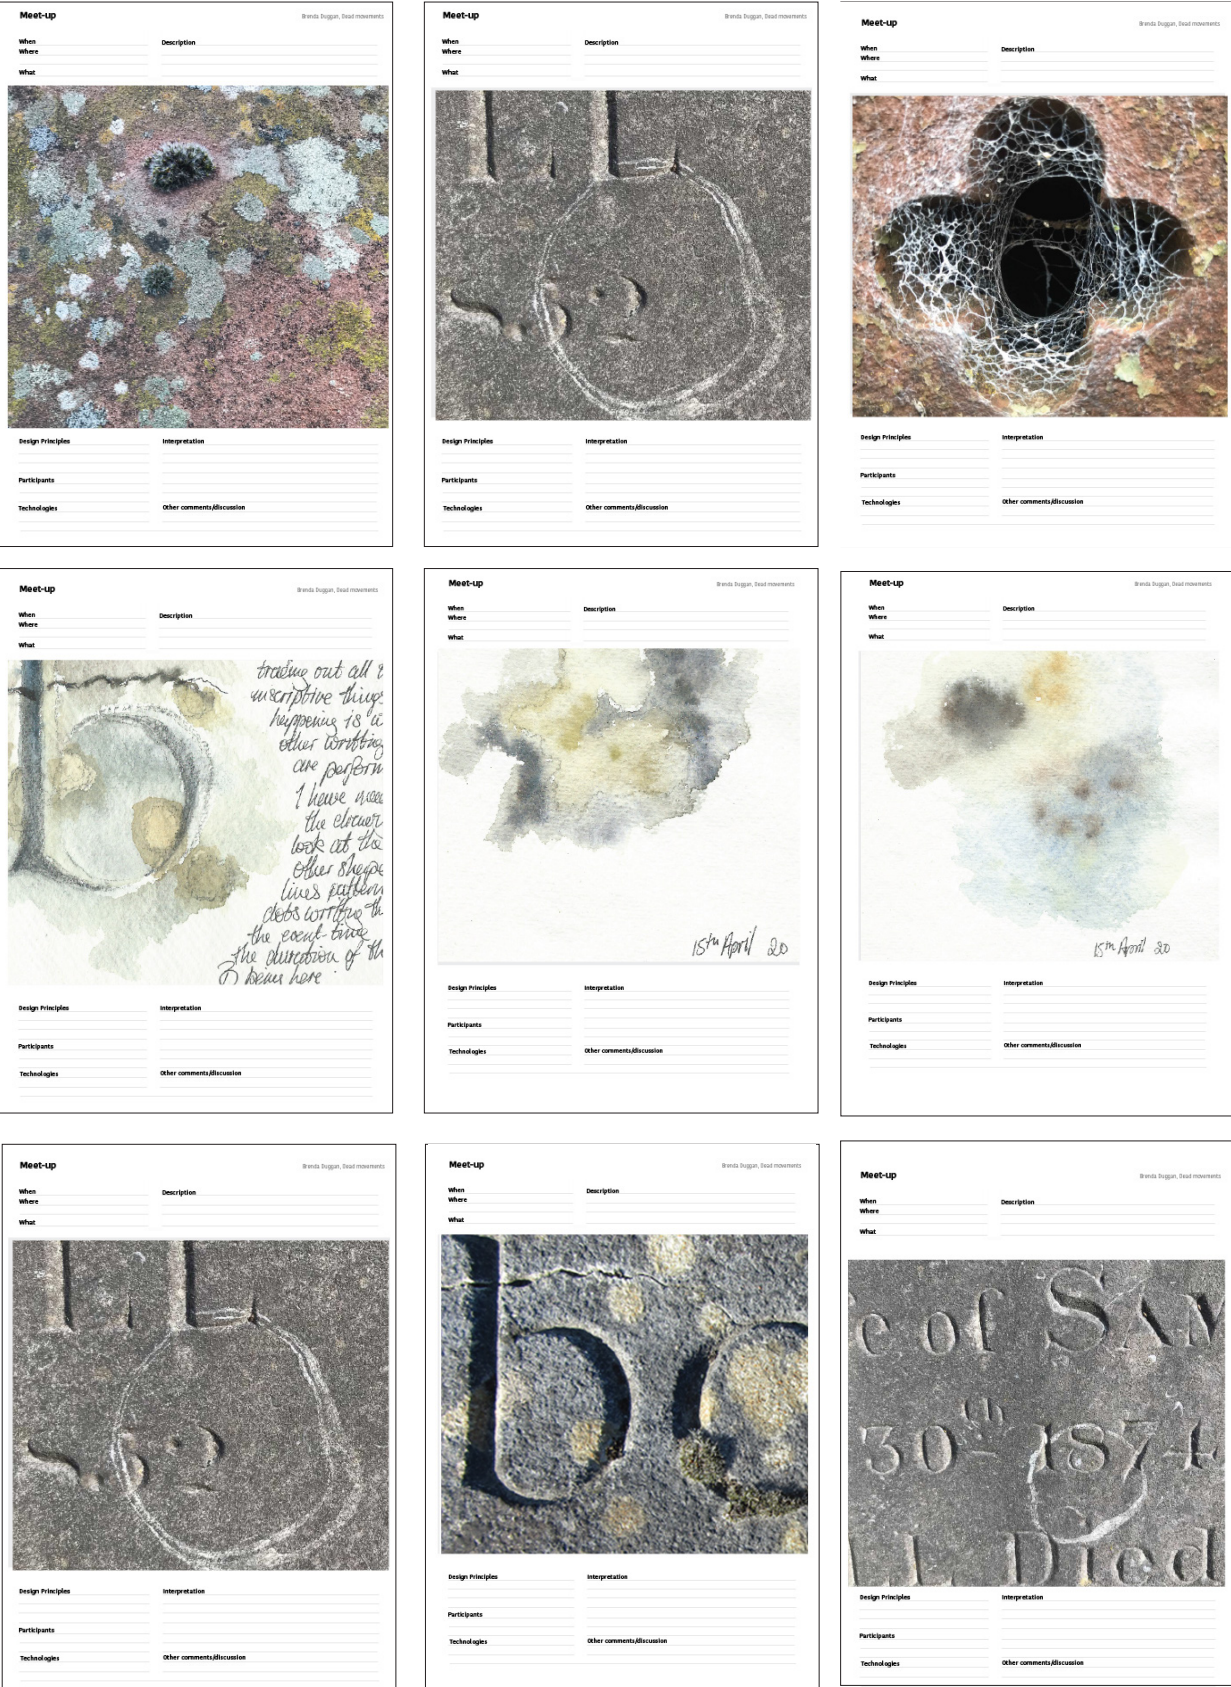 Meet-up
Brenda Duggan, Dead movements
When
Description
Where
What
Design Principles
Interpretation
Participants
Technologies
Other comments/discussion
Meet-up
Brenda Duggan, Dead movements
When
Description
Where
What
Design Principles
Interpretation
Participants
Technologies
Other comments/discussion
Meet-up
Brenda Duggan, Dead movements
When
Description
Where
What
Design Principles
Interpretation
Participants
Technologies
Other comments/discussion
Meet-up
Brenda Duggan, Dead movements
When
Description
Where
What
out all
things
happening is
other writing
are perform
I have
the closer
look at the
other shape
lines pattern
dots writing th
the event-time
the duration of th
being here
Design Principles
Interpretation
Participants
Technologies
Other comments/discussion
Meet-up
Brenda Duggan, Dead movements
When
Description
Where
What
15th April 20
Design Principles
Interpretation
Participants
Technologies
Other comments/discussion
Meet-up
Brenda Duggan, Dead movements
When
Description
Where
What
15th April 20
Design Principles
Interpretation
Participants
Technologies
Other comments/discussion
Meet-up
Brenda Duggan, Dead movements
When
Description
Where
What
Design Principles
Interpretation
Participants
Technologies
Other comments/discussion
Meet-up
Brenda Duggan, Dead movements
When
Description
Where
What
Design Principles
Interpretation
Participants
Technologies
Other comments/discussion
Meet-up
Brenda Duggan, Dead movements
When
Description
Where
What
e of SAM
30th 1874
Died
Design Principles
Interpretation
Participants
Technologies
Other comments/discussion